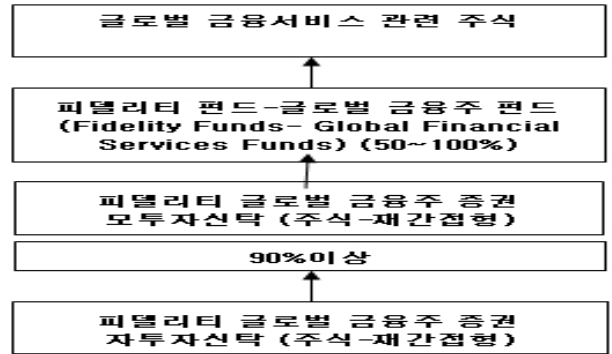 글로벌 금융서비스 관련 주식
피델리티 펀드-글로벌 금융주 펀드
(Fidelity Funds- Global Financial
Services Funds) (50~100%)
피델리티 글로벌 금융주 증권
모투자신탁 (주식-재간접형)
90%이상
피델리티 글로벌 금융주 증권
자투자신탁 (주식-재간접형)